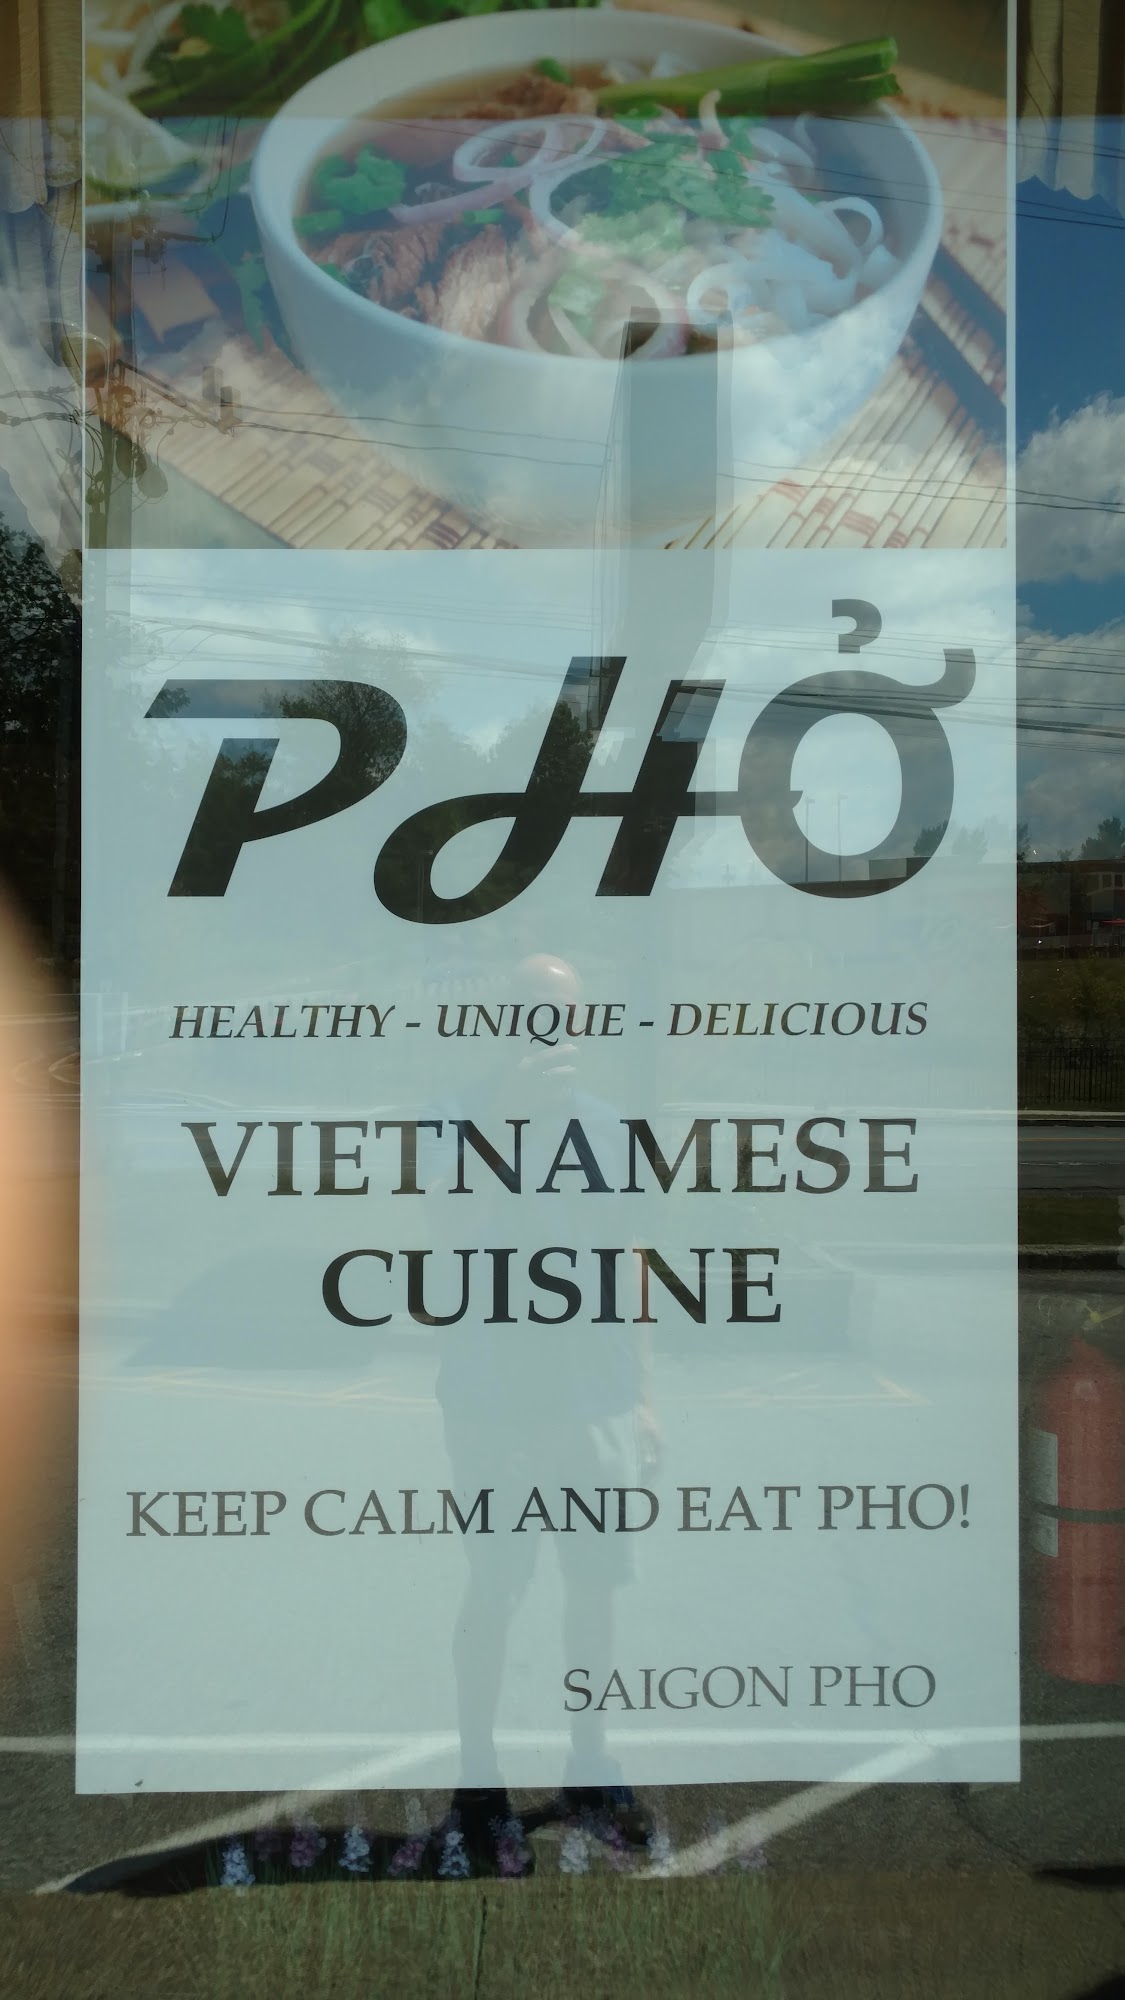 PHỞ
HEALTHY - UNIQUE - DELICIOUS
VIETNAMESE
CUISINE
KEEP CALM AND EAT PHO!
SAIGON PHO